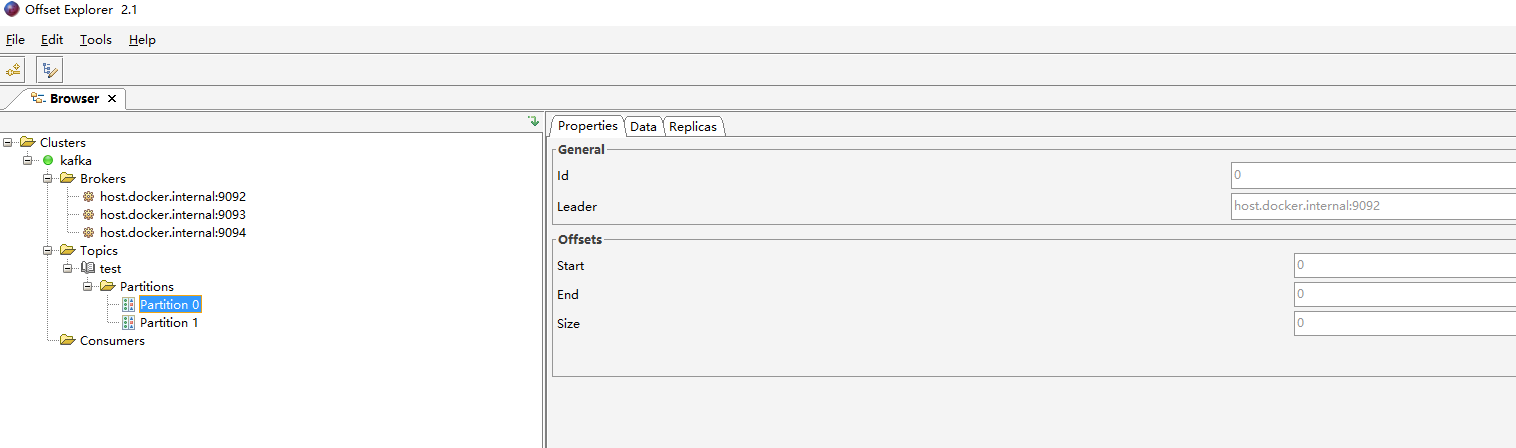 Offset Explorer 2.1
File Edit Tools Help
Browser
Clusters
kafka
Brokers
host.docker.internal:9092
host.docker.internal:9093
host.docker.internal:9094
Topics
test
Partitions
Partition 0
Partition 1
Consumers
Properties Data Replicas
General
Id 0
Leader host.docker.internal:9092
Offsets
Start 0
End 0
Size 0